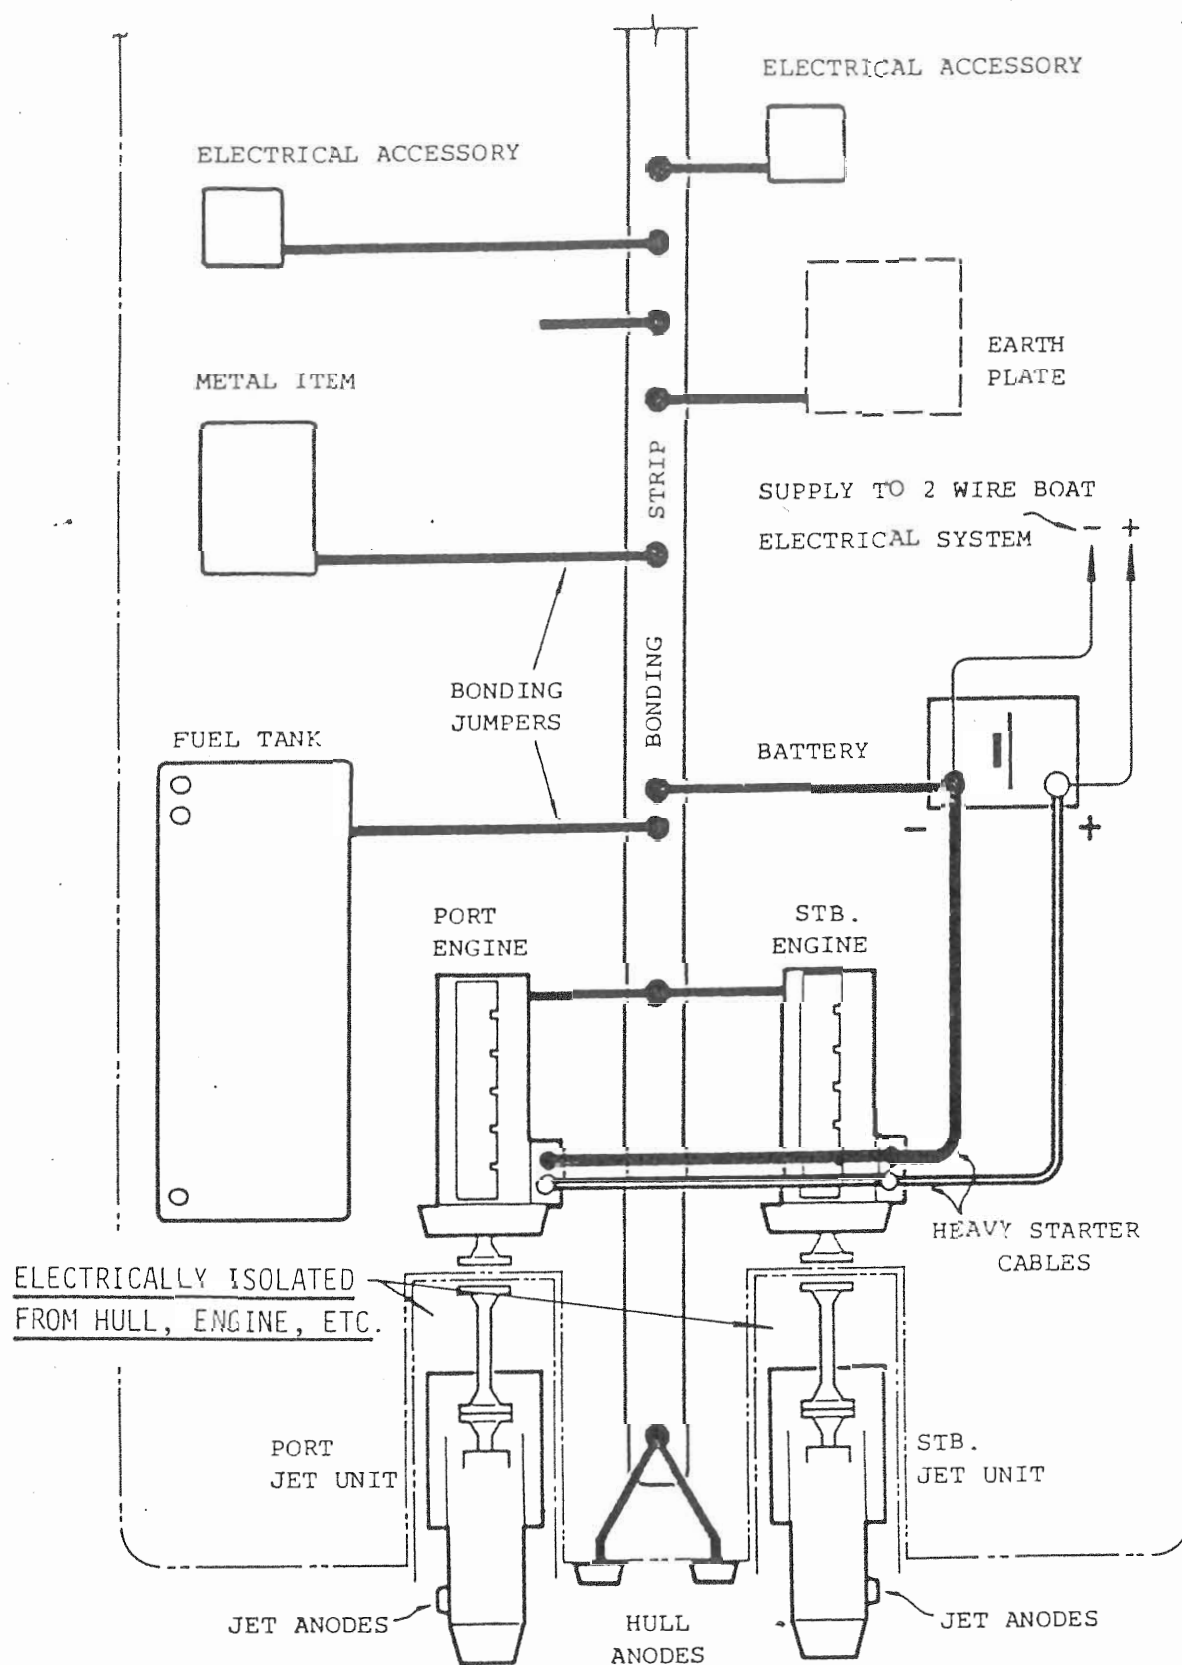 ELECTRICAL ACCESSORY
ELECTRICAL ACCESSORY
EARTH
PLATE
METAL ITEM
STRIP
SUPPLY TO 2 WIRE BOAT
- +
ELECTRICAL SYSTEM
BONDING
BONDING
JUMPERS
FUEL TANK
BATTERY
- +
PORT
ENGINE
STB.
ENGINE
HEAVY STARTER
CABLES
ELECTRICALLY ISOLATED
FROM HULL, ENGINE, ETC.
PORT
JET UNIT
STB.
JET UNIT
JET ANODES
HULL
ANODES
JET ANODES